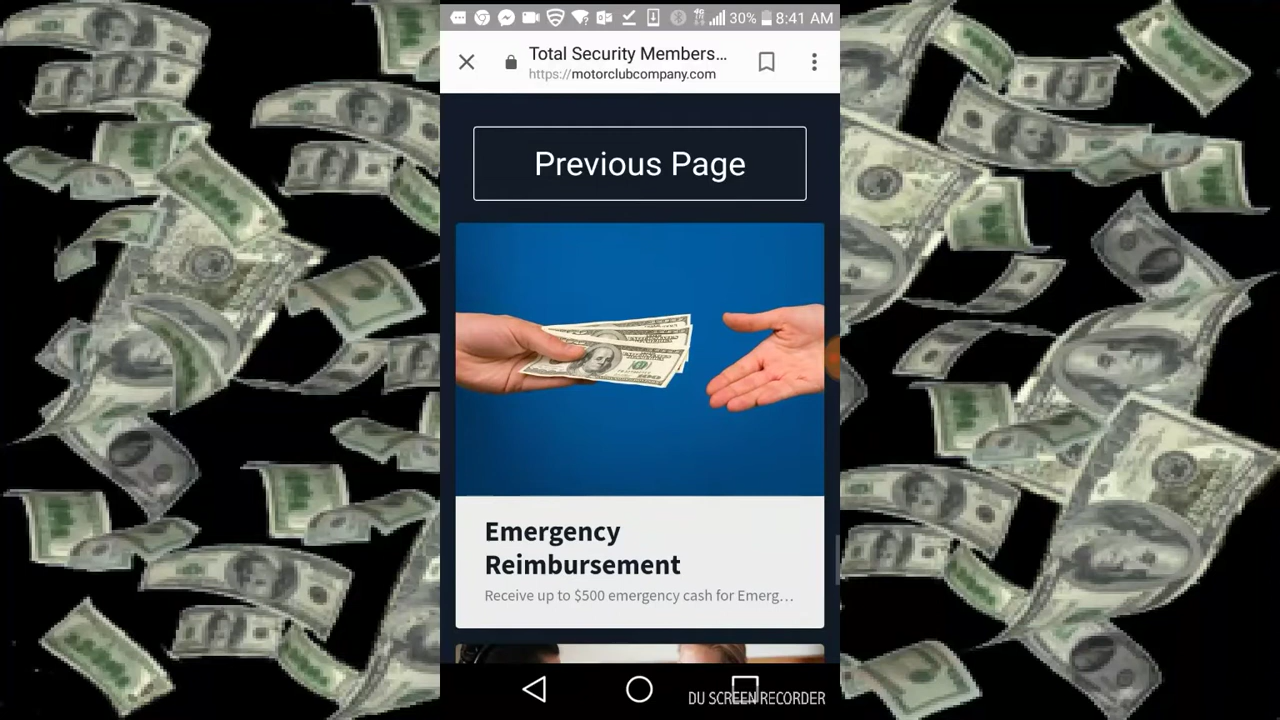 30% 8:41 AM
Total Security Members...
https://motorclubcompany.com
Previous Page
Emergency
Reimbursement
Receive up to $500 emergency cash for Emerg...
DU SCREEN RECORDER